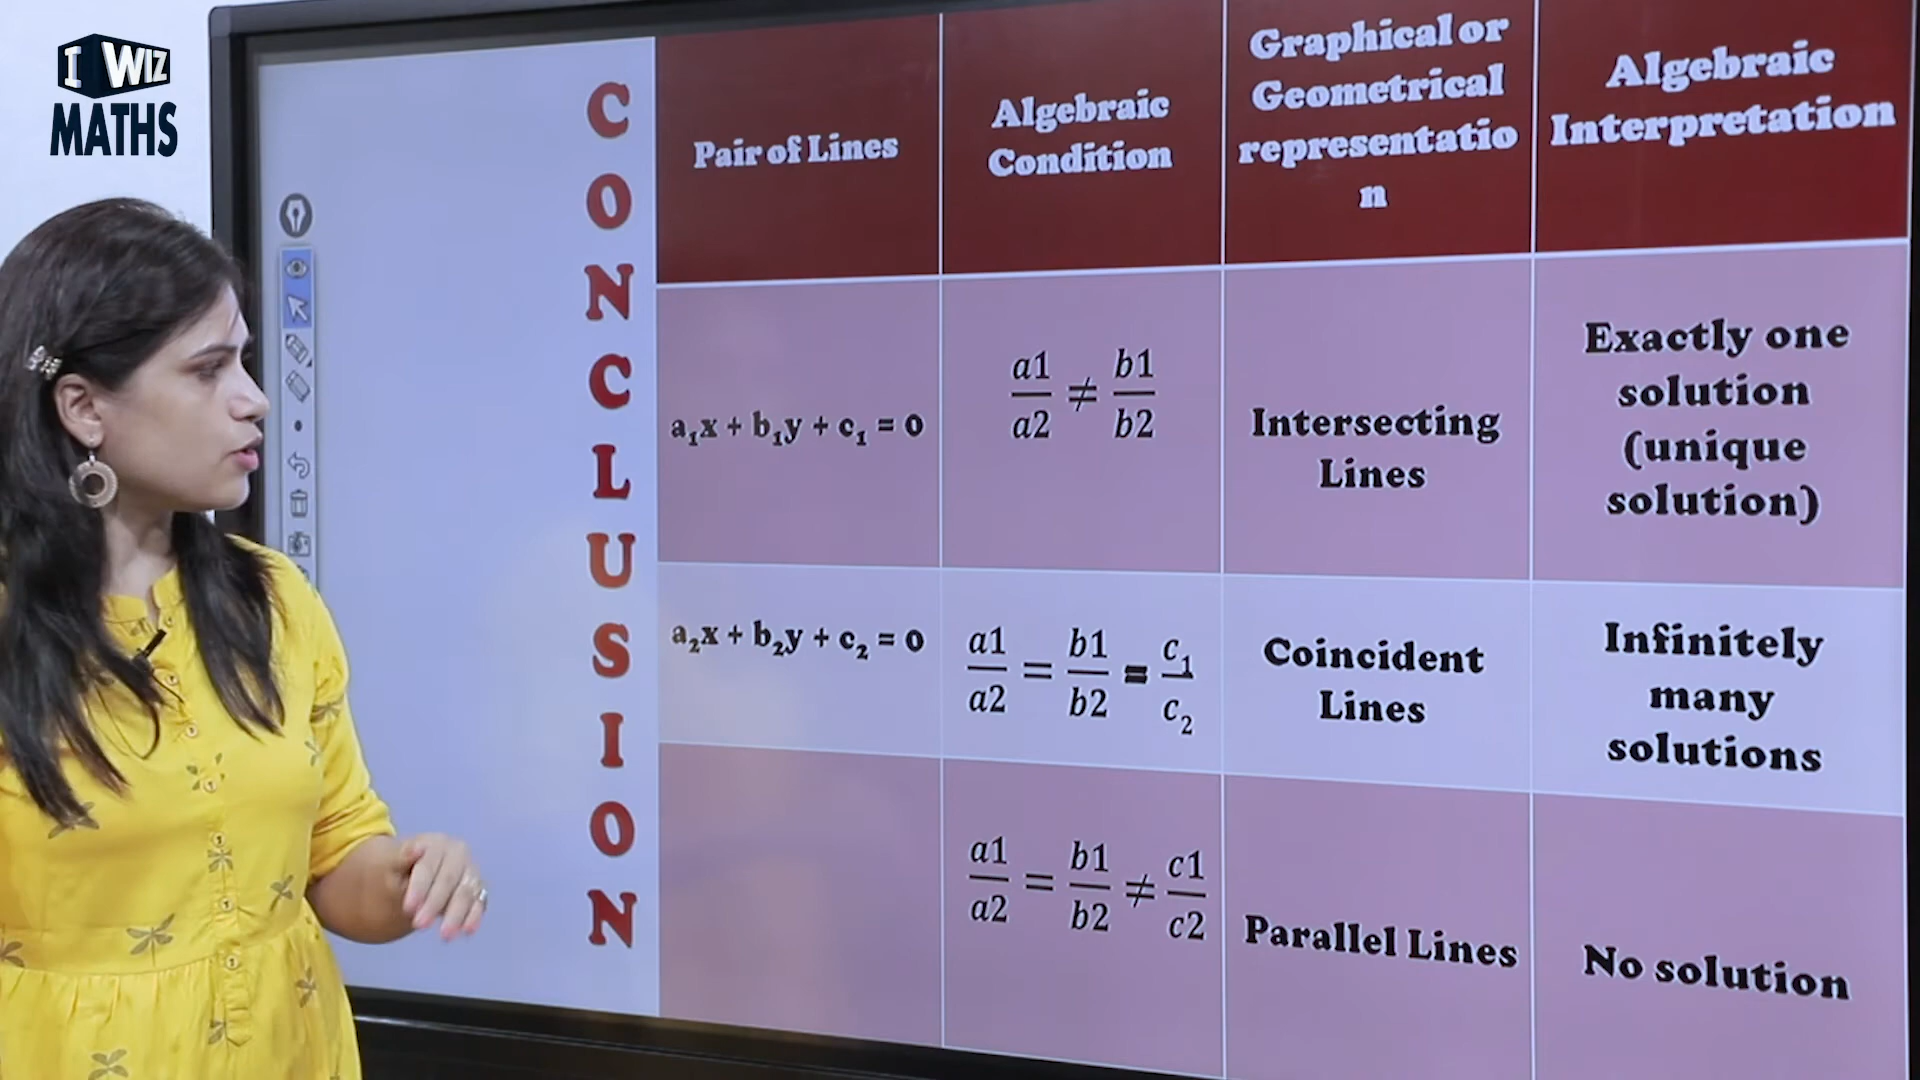 I WIZ
MATHS
CONCLUSION
Pair of Lines
Algebraic
Condition
Graphical or
Geometrical
representatio
n
Algebraic
Interpretation
a₁x + b₁y + c₁ = 0
a1/a2 ≠ b1/b2
Intersecting
Lines
Exactly one
solution
(unique
solution)
a₂x + b₂y + c₂ = 0
a1/a2 = b1/b2 = c₁/c₂
Coincident
Lines
Infinitely
many
solutions
a1/a2 = b1/b2 ≠ c1/c2
Parallel Lines
No solution